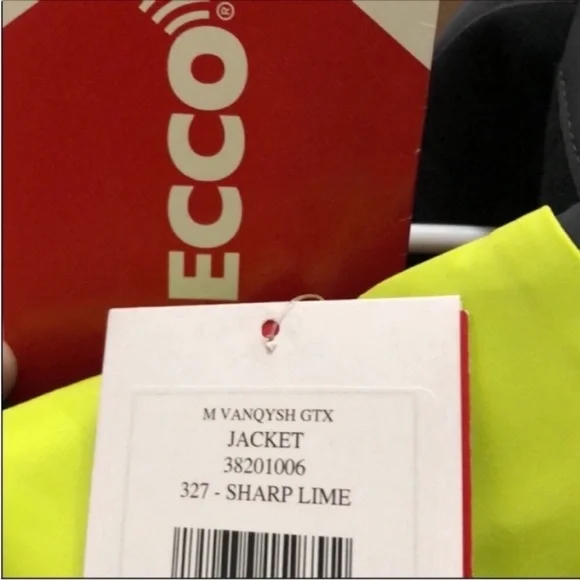 ECCO®
M VANQYSH GTX
JACKET
38201006
327 - SHARP LIME